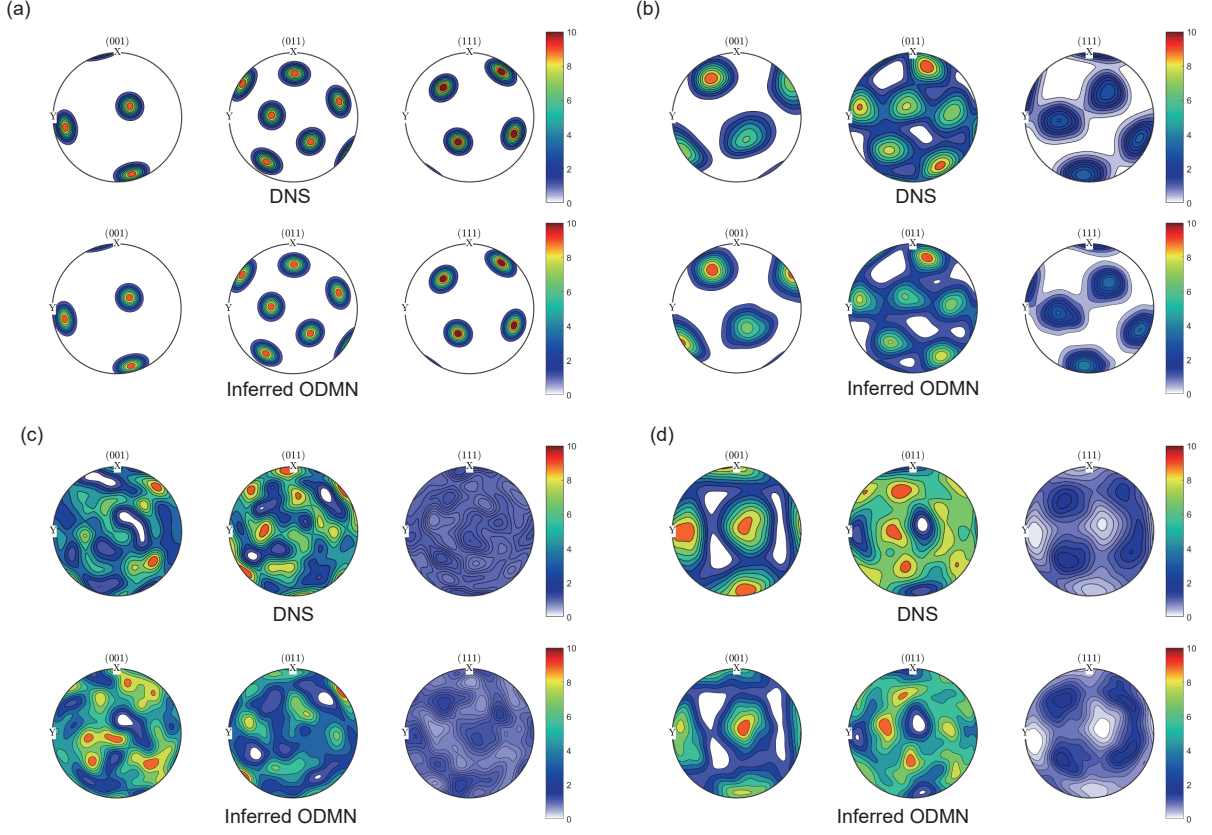 (a)
(001) (011) (111)
X X X
10
8
6
4
2
0
Y Y Y
DNS
(001) (011) (111)
X X X
10
8
6
4
2
0
Y Y Y
Inferred ODMN
(b)
(001) (011) (111)
X X X
10
8
6
4
2
0
Y Y Y
DNS
(001) (011) (111)
X X X
10
8
6
4
2
0
Y Y Y
Inferred ODMN
(c)
(001) (011) (111)
X X X
10
8
6
4
2
0
Y Y Y
DNS
(001) (011) (111)
X X X
10
8
6
4
2
0
Y Y Y
Inferred ODMN
(d)
(001) (011) (111)
X X X
10
8
6
4
2
0
Y Y Y
DNS
(001) (011) (111)
X X X
10
8
6
4
2
0
Y Y Y
Inferred ODMN